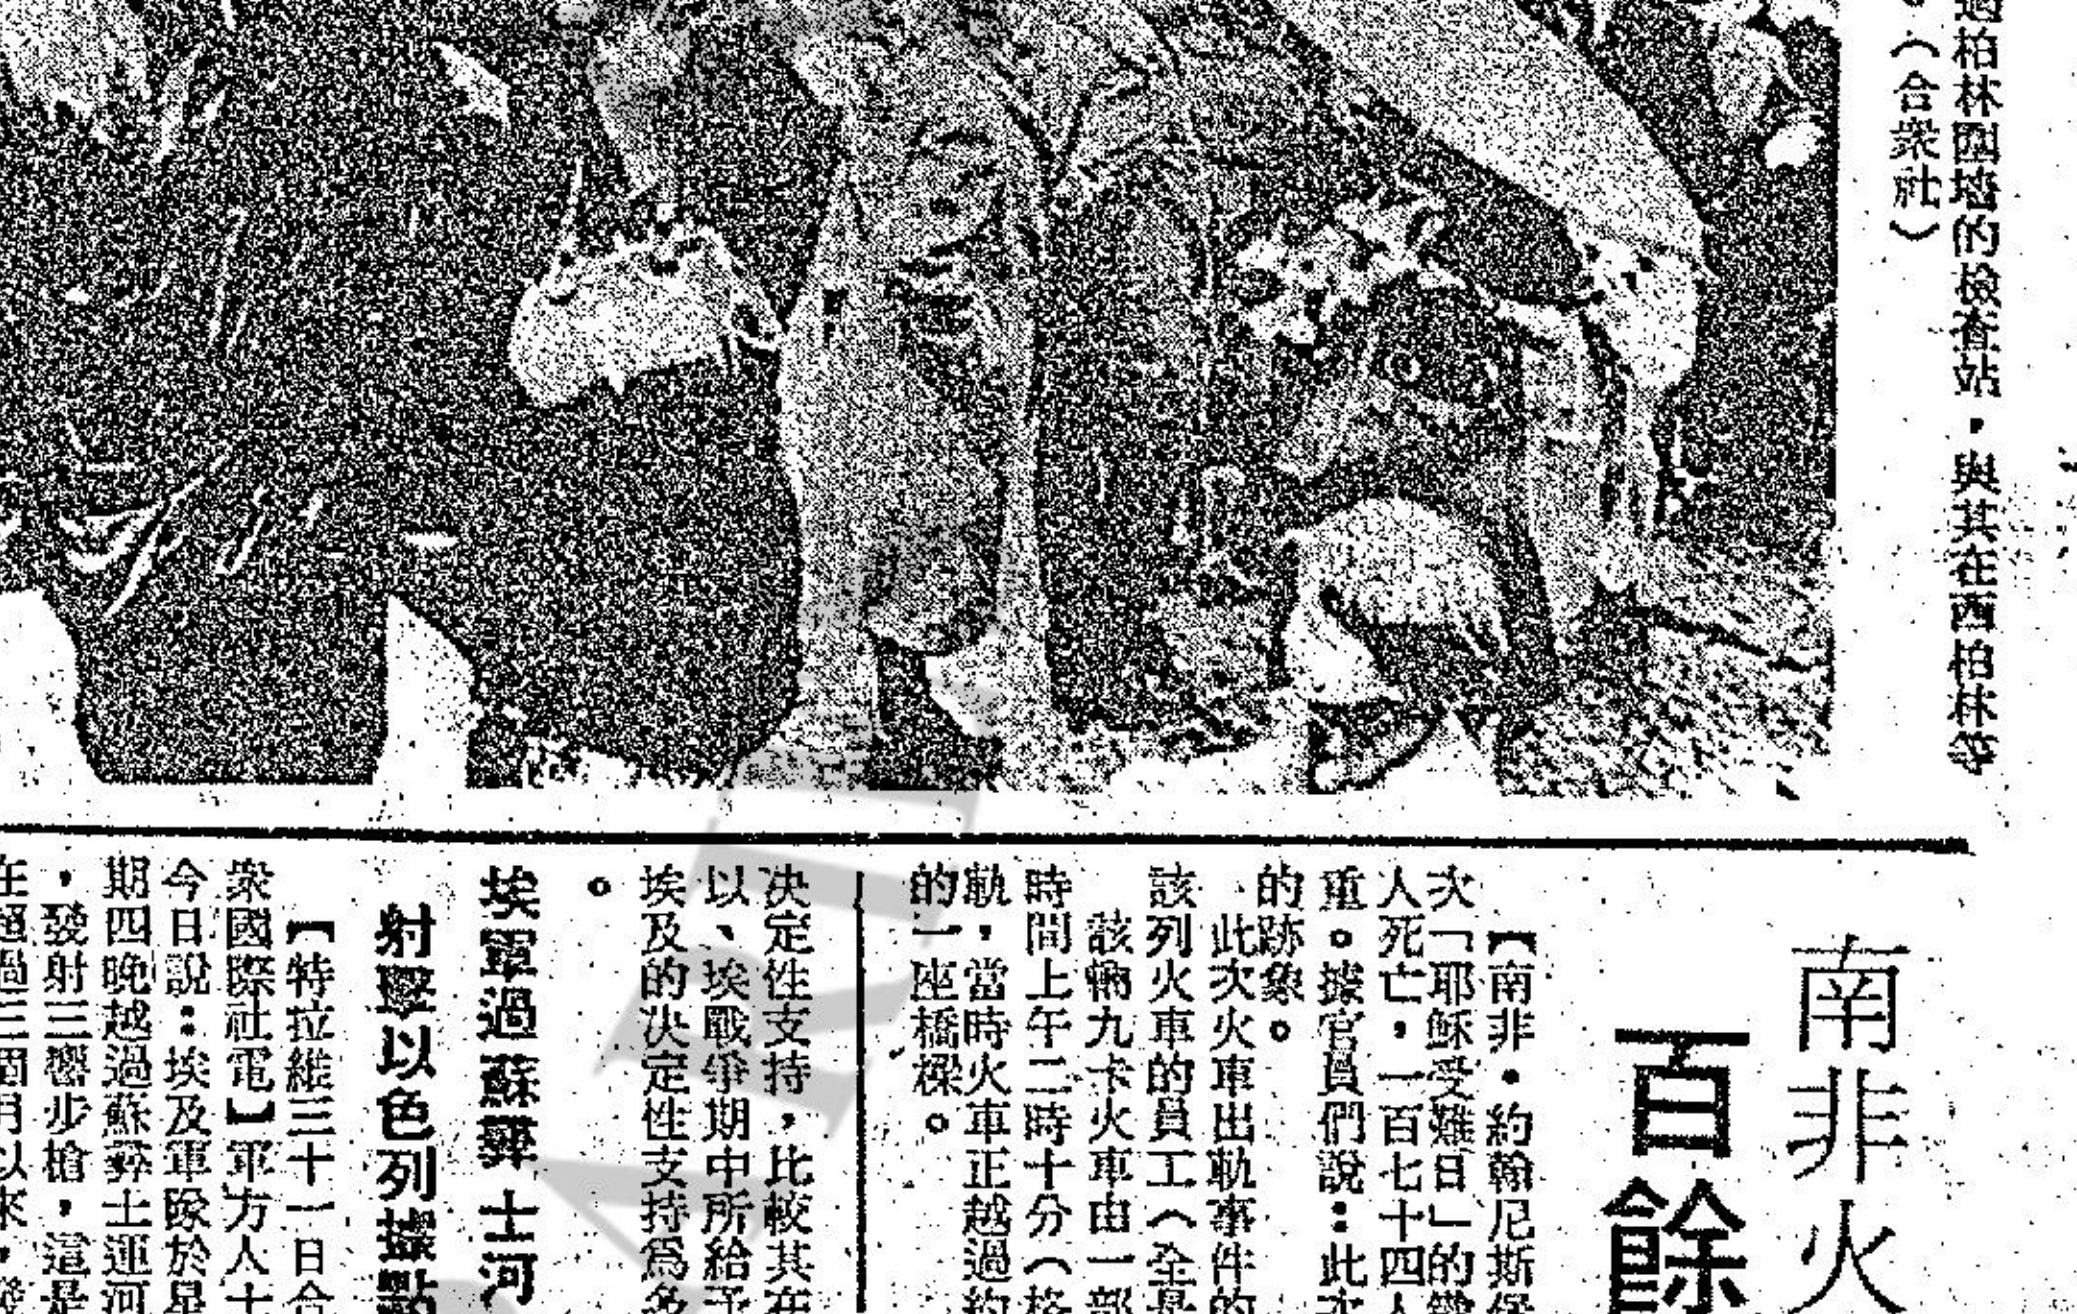 過柏林圍墙的檢查站，與其在西柏林等
。（合衆社）
南非火
百餘
【南非·約翰尼斯堡
次「耶穌受難日」的
人死亡，一百七十四人
重。據官員們說：此次
的跡象。
此次火車出軌事件的
該列火車的員工（全是
該輛九卡火車由一部
時間上午二時十分（格
軌，當時火車正越過約
的一座橋樑。
决定性支持，比較其在
以、埃戰爭期中所給予
埃及的决定性支持爲多
。
埃軍過蘇彝士河
射擊以色列據點
【特拉維三十一日合
衆國際社電】軍方人士
今日說：埃及軍隊於星
期四晚越過蘇彝士運河
，發射三響步槍，這是
在超過三個月以來，